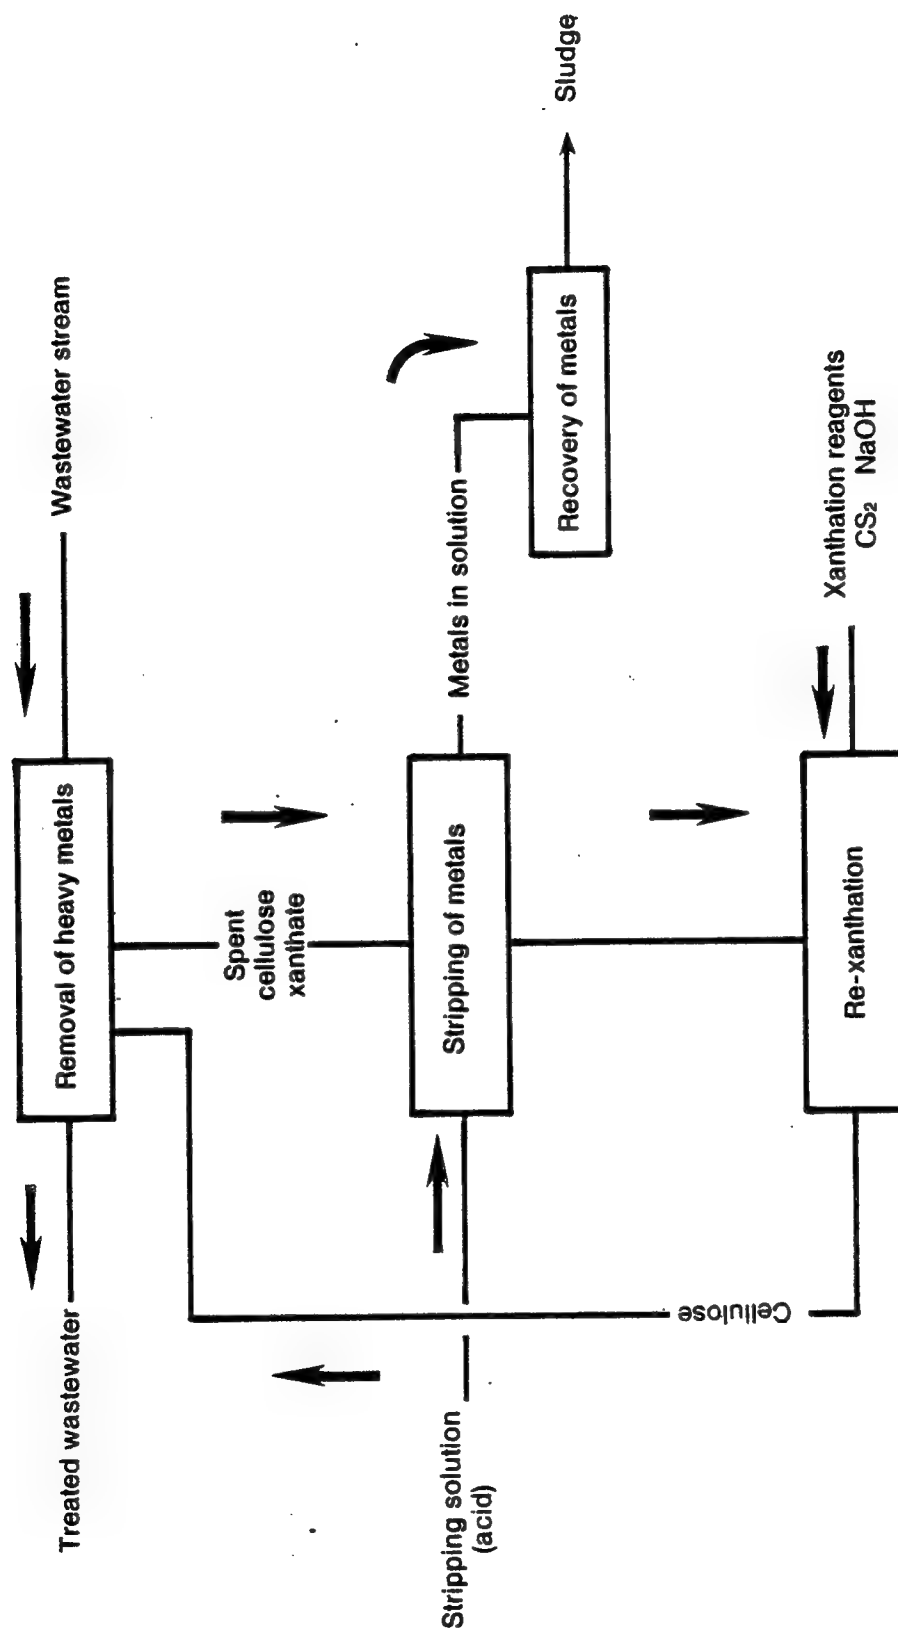 Wastewater stream
Removal of heavy metals
Treated wastewater
Spent
cellulose
xanthate
Stripping solution
(acid)
Stripping of metals
Metals in solution
Recovery of metals
Sludge
Cellulose
Re-xanthation
Xanthation reagents
CS₂ NaOH